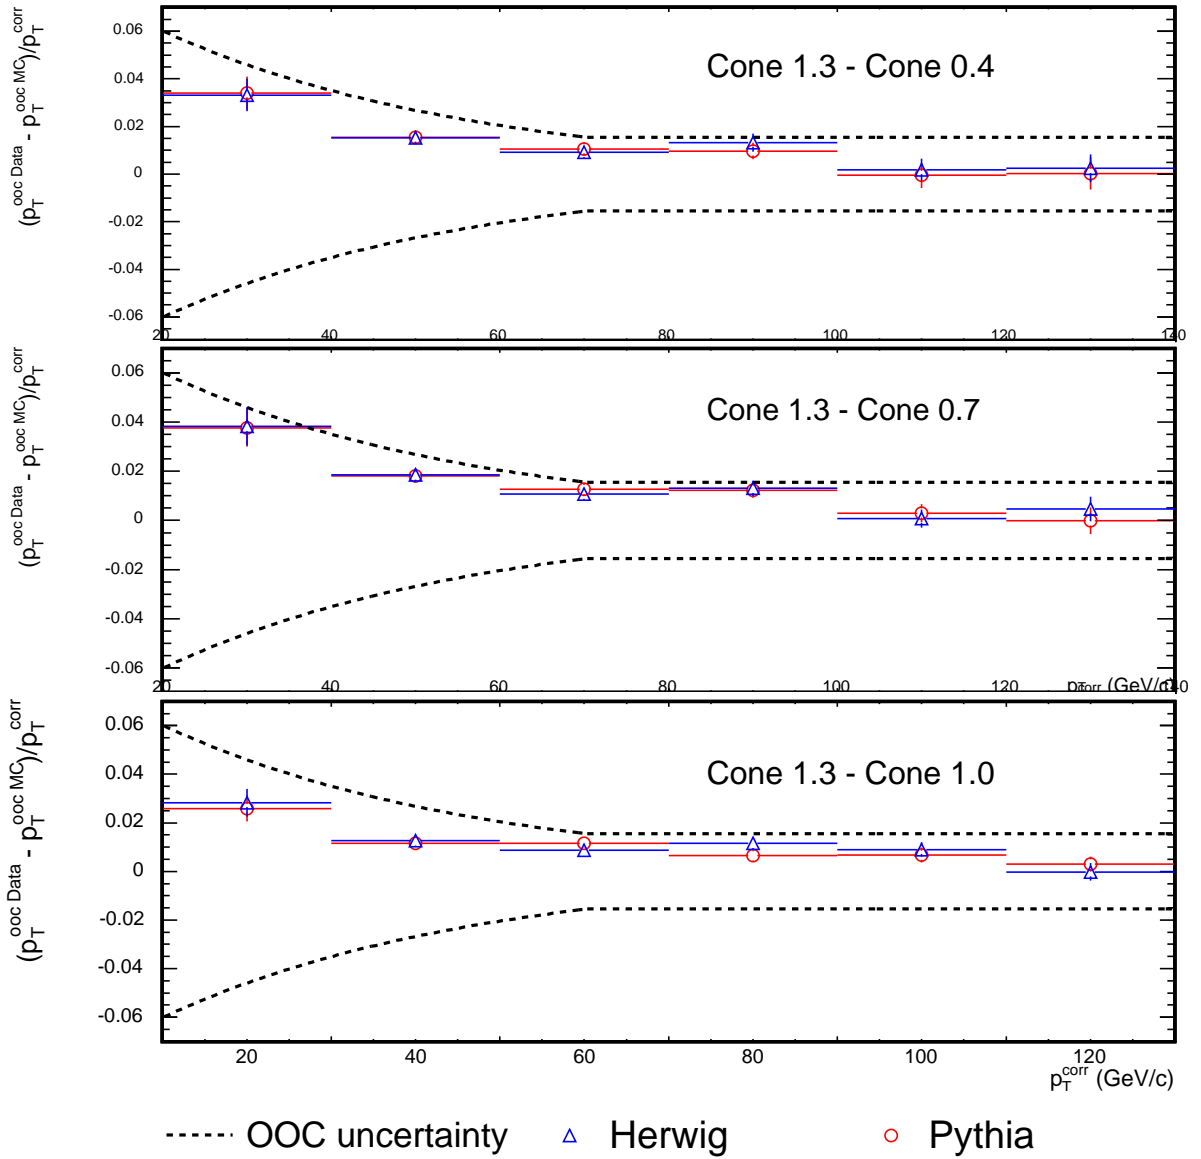 (p_T^ooc Data - p_T^ooc MC)/p_T^corr
Cone 1.3 - Cone 0.4
0.06
0.04
0.02
0
-0.02
-0.04
-0.06
20 40 60 80 100 120 140
(p_T^ooc Data - p_T^ooc MC)/p_T^corr
Cone 1.3 - Cone 0.7
0.06
0.04
0.02
0
-0.02
-0.04
-0.06
20 40 60 80 100 120 140
p_T^corr (GeV/c)
(p_T^ooc Data - p_T^ooc MC)/p_T^corr
Cone 1.3 - Cone 1.0
0.06
0.04
0.02
0
-0.02
-0.04
-0.06
20 40 60 80 100 120
p_T^corr (GeV/c)
OOC uncertainty Herwig Pythia